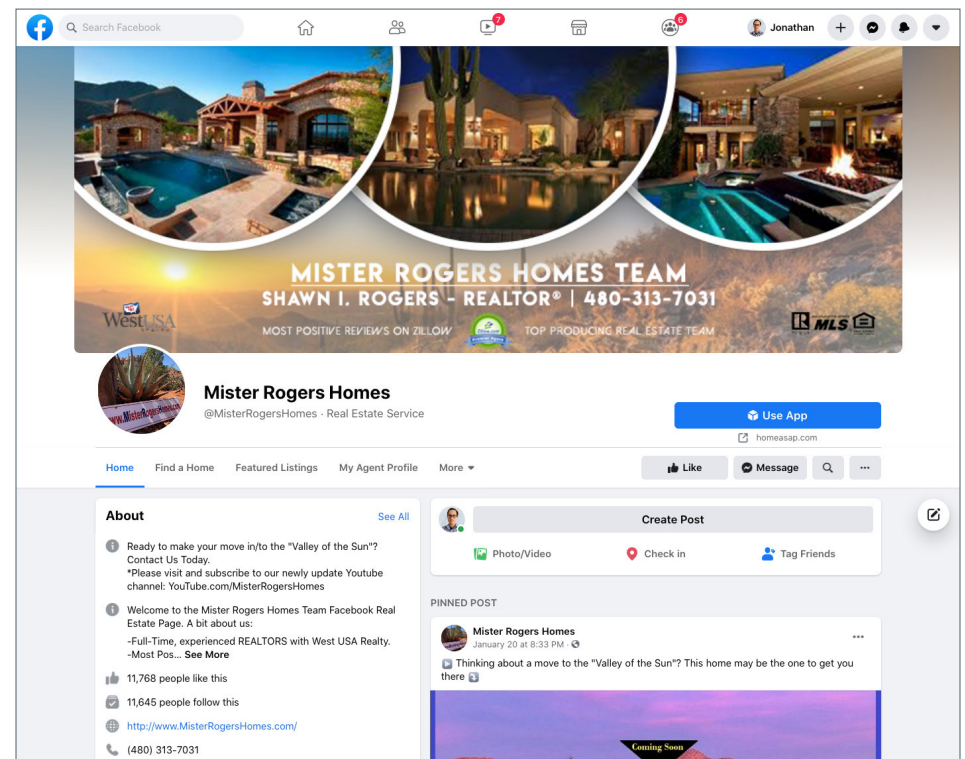 Search Facebook
7
6
Jonathan
MISTER ROGERS HOMES TEAM
SHAWN I. ROGERS - REALTOR® | 480-313-7031
West USA
MOST POSITIVE REVIEWS ON ZILLOW
TOP PRODUCING REAL ESTATE TEAM
R MLS
www.MisterRogersHomes.com
Mister Rogers Homes
@MisterRogersHomes · Real Estate Service
Use App
homeasap.com
Home Find a Home Featured Listings My Agent Profile More
Like Message
About
See All
Ready to make your move in/to the "Valley of the Sun"?
Contact Us Today.
*Please visit and subscribe to our newly update Youtube
channel: YouTube.com/MisterRogersHomes
Welcome to the Mister Rogers Homes Team Facebook Real
Estate Page. A bit about us:
-Full-Time, experienced REALTORS with West USA Realty.
-Most Pos... See More
11,768 people like this
11,645 people follow this
http://www.MisterRogersHomes.com/
(480) 313-7031
Create Post
Photo/Video Check in Tag Friends
PINNED POST
Mister Rogers Homes
January 20 at 8:33 PM ·
Thinking about a move to the "Valley of the Sun"? This home may be the one to get you
there
Coming Soon